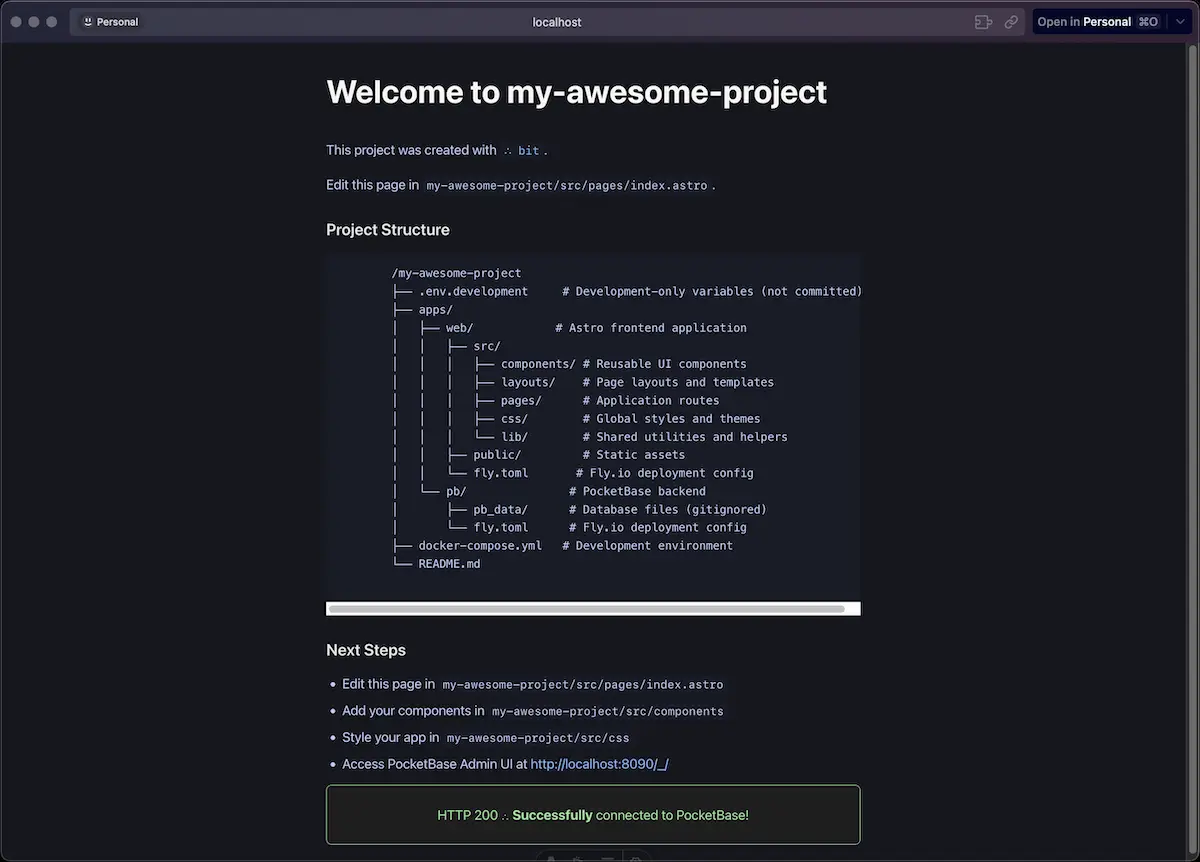 Personal
localhost
Open in Personal ⌘O
Welcome to my-awesome-project
This project was created with ∴ bit .
Edit this page in my-awesome-project/src/pages/index.astro .
Project Structure
/my-awesome-project
├── .env.development     # Development-only variables (not committed)
├── apps/
│   ├── web/            # Astro frontend application
│   │   ├── src/
│   │   │   ├── components/ # Reusable UI components
│   │   │   ├── layouts/    # Page layouts and templates
│   │   │   ├── pages/      # Application routes
│   │   │   ├── css/        # Global styles and themes
│   │   │   └── lib/        # Shared utilities and helpers
│   │   ├── public/         # Static assets
│   │   └── fly.toml       # Fly.io deployment config
│   └── pb/               # PocketBase backend
│       ├── pb_data/      # Database files (gitignored)
│       └── fly.toml      # Fly.io deployment config
├── docker-compose.yml   # Development environment
└── README.md
Next Steps
• Edit this page in my-awesome-project/src/pages/index.astro
• Add your components in my-awesome-project/src/components
• Style your app in my-awesome-project/src/css
• Access PocketBase Admin UI at http://localhost:8090/_/
HTTP 200 ∴ Successfully connected to PocketBase!